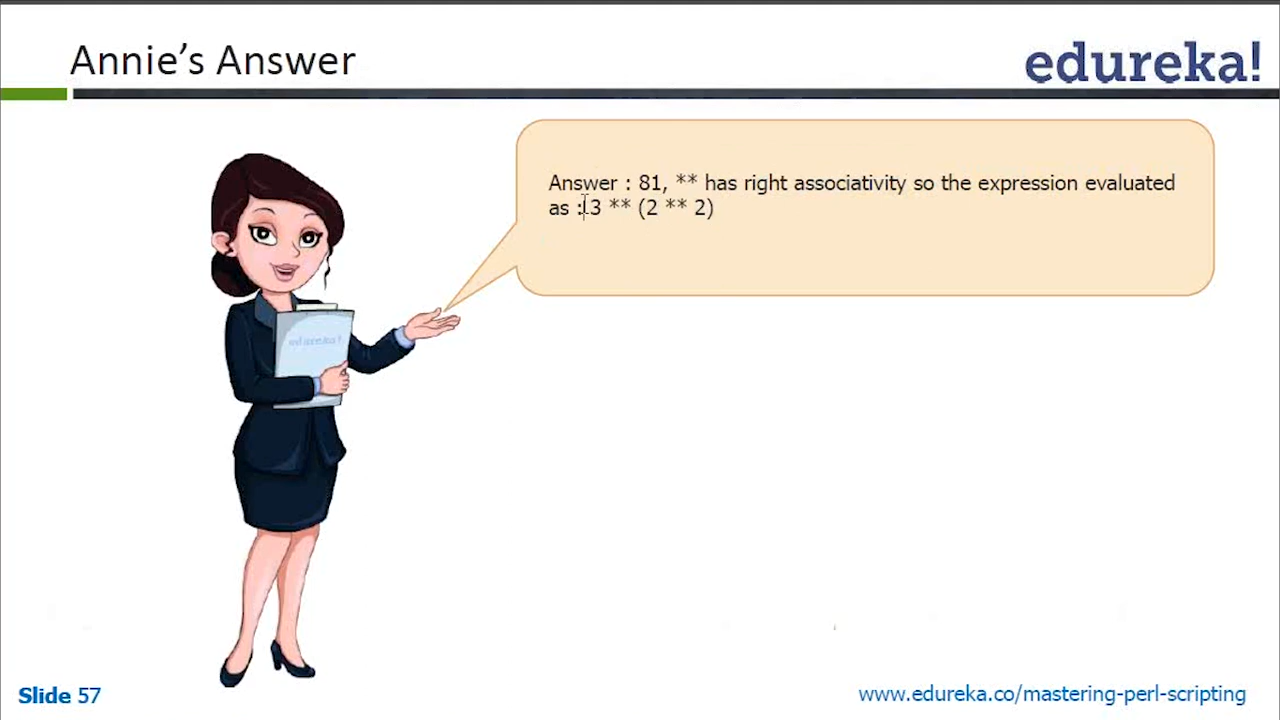 Annie's Answer
edureka!
Answer : 81, ** has right associativity so the expression evaluated
as : 3 ** (2 ** 2)
edureka!
Slide 57
www.edureka.co/mastering-perl-scripting